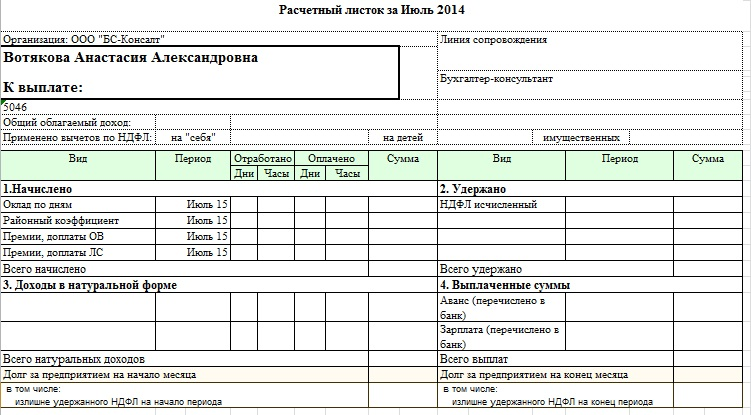 Расчетный листок за Июль 2014
Организация: ООО "БС-Консалт" Линия сопровождения
Вотякова Анастасия Александровна
К выплате: Бухгалтер-консультант
5046
Общий облагаемый доход:
Применено вычетов по НДФЛ: на "себя" на детей имущественных
Вид Период Отработано Оплачено Сумма Вид Период Сумма
Дни Часы Дни Часы
1.Начислено 2. Удержано
Оклад по дням Июль 15 НДФЛ исчисленный
Районный коэффициент Июль 15
Премии, доплаты ОВ Июль 15
Премии, доплаты ЛС Июль 15
Всего начислено Всего удержано
3. Доходы в натуральной форме 4. Выплаченные суммы
Аванс (перечислено в
банк)
Зарплата (перечислено в
банк)
Всего натуральных доходов Всего выплат
Долг за предприятием на начало месяца Долг за предприятием на конец месяца
в том числе: в том числе:
излишне удержанного НДФЛ на начало периода излишне удержанного НДФЛ на конец периода